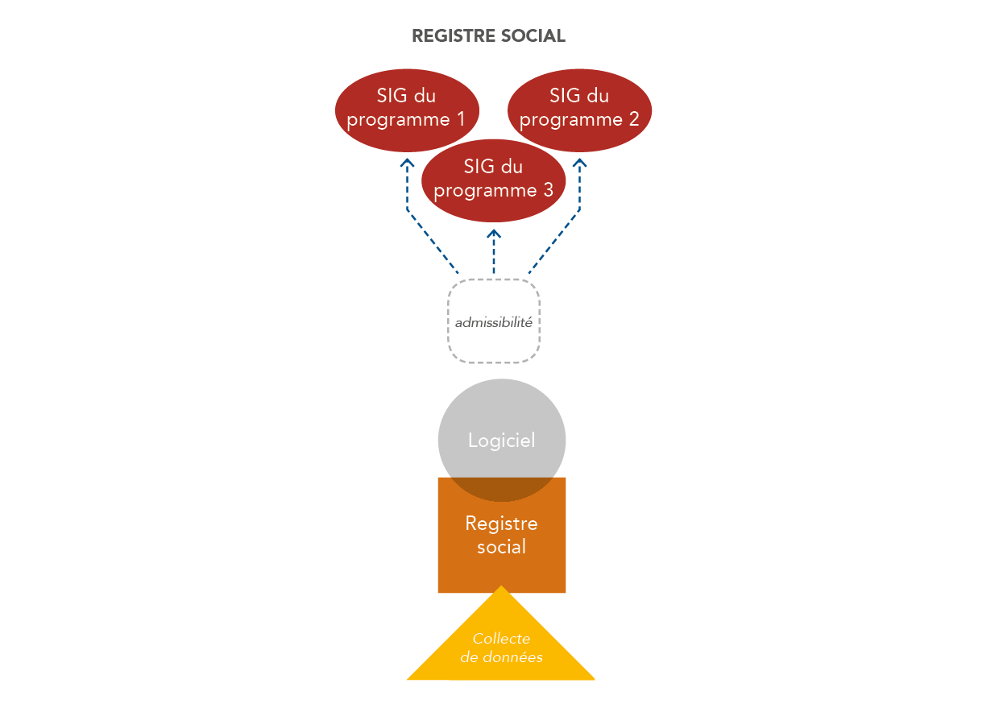 REGISTRE SOCIAL
SIG du
programme 1
SIG du
programme 2
SIG du
programme 3
admissibilité
Logiciel
Registre
social
Collecte
de données